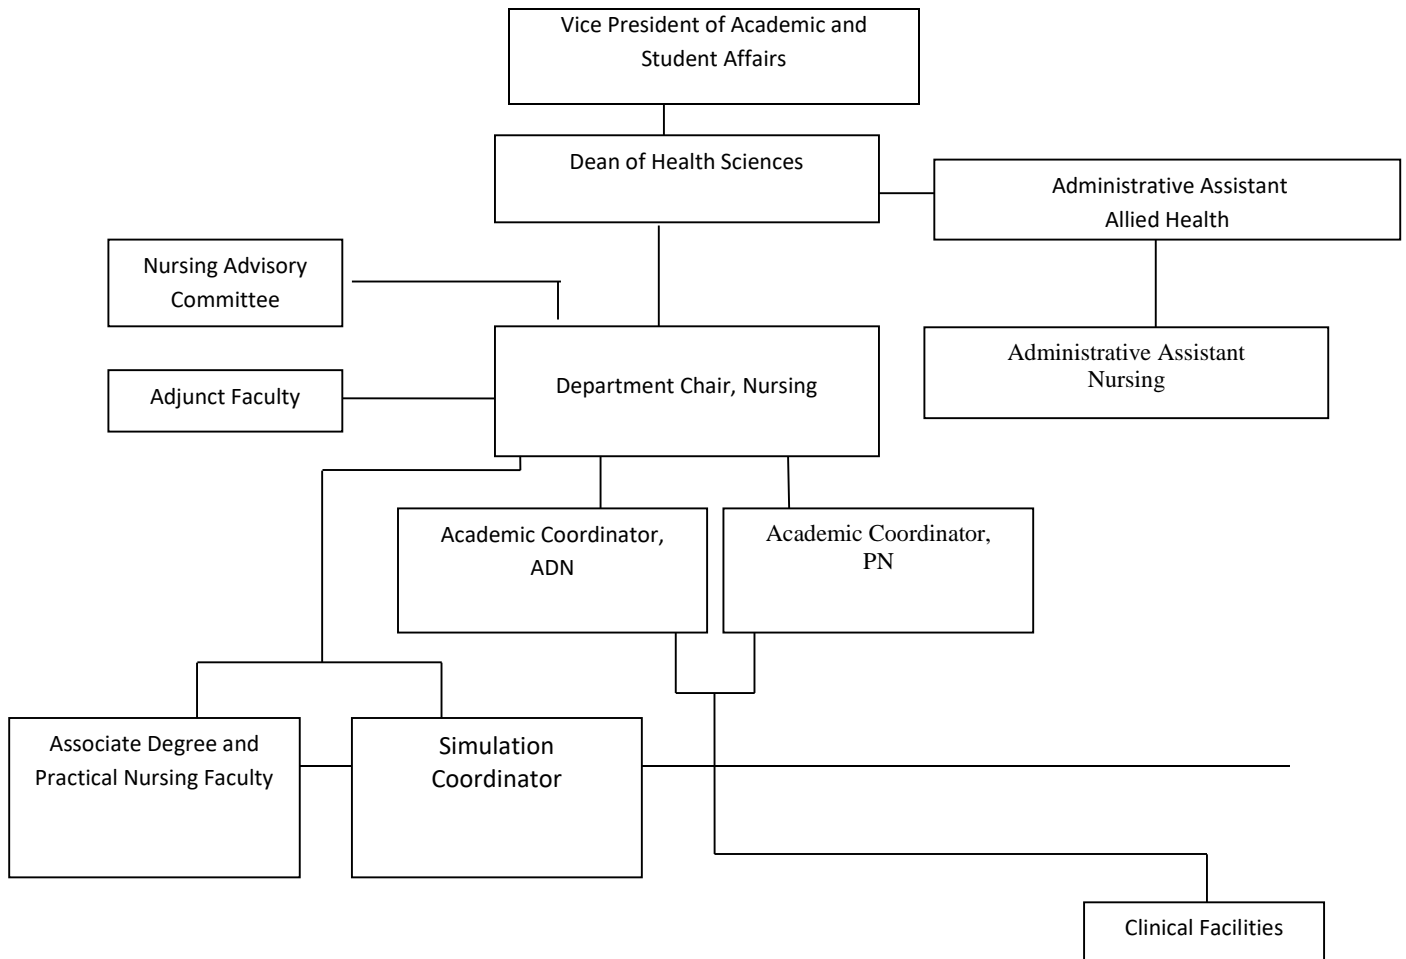 Vice President of Academic and
Student Affairs
Dean of Health Sciences
Administrative Assistant
Allied Health
Nursing Advisory
Committee
Administrative Assistant
Nursing
Department Chair, Nursing
Adjunct Faculty
Academic Coordinator,
ADN
Academic Coordinator,
PN
Associate Degree and
Practical Nursing Faculty
Simulation
Coordinator
Clinical Facilities